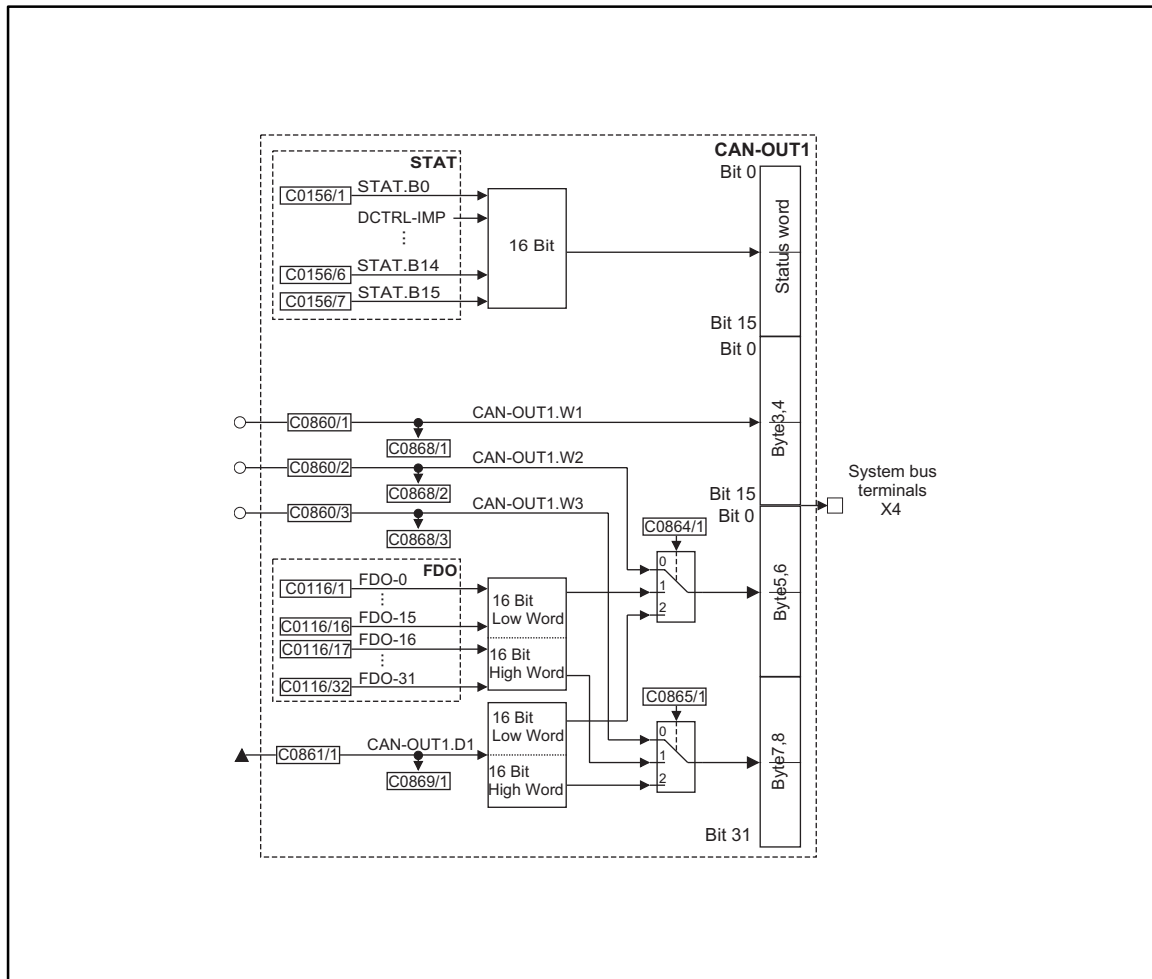 CAN-OUT1
STAT
Bit 0
C0156/1
STAT.B0
DCTRL-IMP
⋮
C0156/6
STAT.B14
C0156/7
STAT.B15
16 Bit
Status word
Bit 15
Bit 0
C0860/1
CAN-OUT1.W1
C0868/1
Byte3,4
C0860/2
CAN-OUT1.W2
C0868/2
C0860/3
CAN-OUT1.W3
C0868/3
Bit 15
Bit 0
System bus
terminals
X4
C0864/1
0
1
2
Byte5,6
FDO
C0116/1
FDO-0
⋮
C0116/16
FDO-15
C0116/17
FDO-16
⋮
C0116/32
FDO-31
16 Bit
Low Word
16 Bit
High Word
C0865/1
0
1
2
Byte7,8
C0861/1
CAN-OUT1.D1
C0869/1
16 Bit
Low Word
16 Bit
High Word
Bit 31